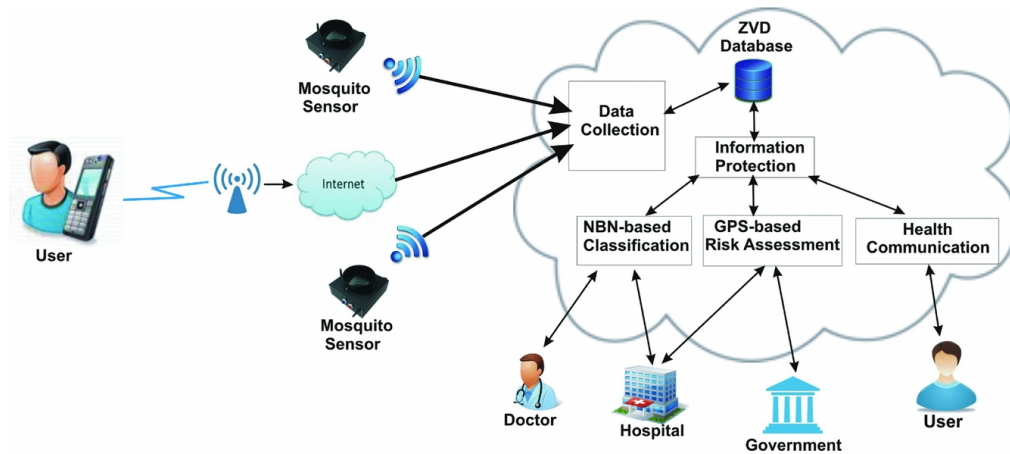 ZVD
Database
Mosquito
Sensor
Data
Collection
Information
Protection
Internet
User
NBN-based
Classification
GPS-based
Risk Assessment
Health
Communication
Mosquito
Sensor
Doctor
Hospital
Government
User